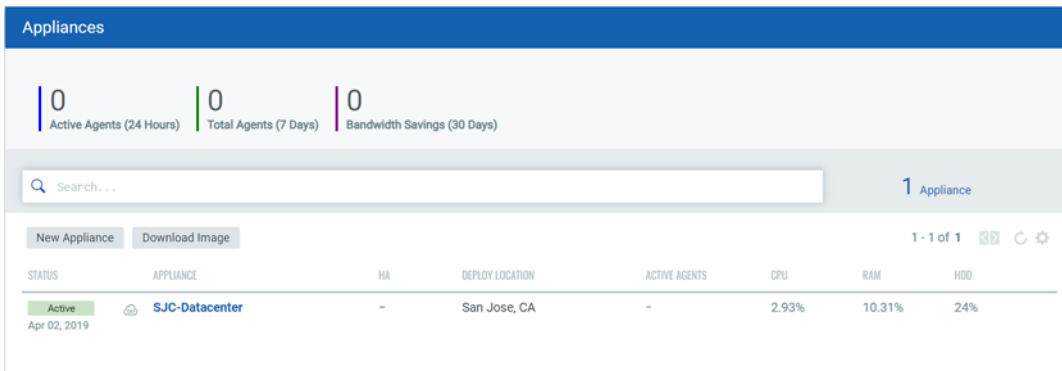 Appliances
0 0 0
Active Agents (24 Hours) Total Agents (7 Days) Bandwidth Savings (30 Days)
Search... 1 Appliance
New Appliance Download Image 1 - 1 of 1
STATUS APPLIANCE HA DEPLOY LOCATION ACTIVE AGENTS CPU RAM HDD
Active SJC-Datacenter – San Jose, CA – 2.93% 10.31% 24%
Apr 02, 2019